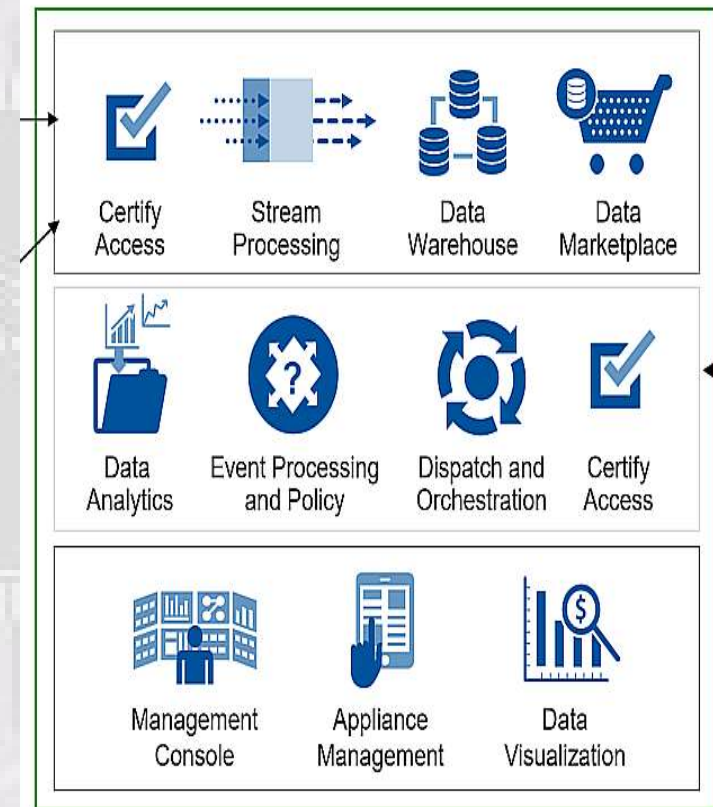 Certify Stream Data Data
Access Processing Warehouse Marketplace
?
Data Event Processing Dispatch and Certify
Analytics and Policy Orchestration Access
$
Management Appliance Data
Console Management Visualization